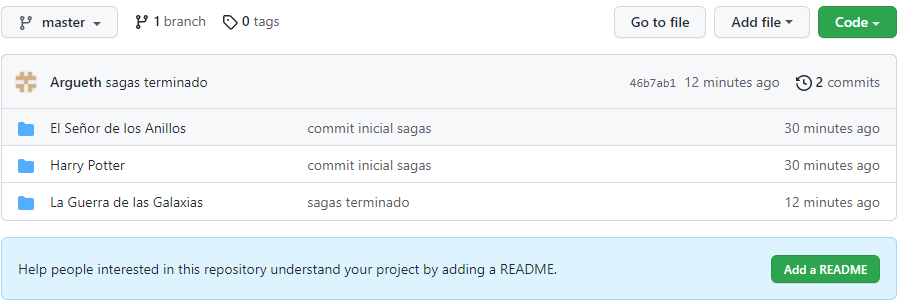 master 1 branch 0 tags Go to file Add file Code
Argueth sagas terminado 46b7ab1 12 minutes ago 2 commits
El Señor de los Anillos commit inicial sagas 30 minutes ago
Harry Potter commit inicial sagas 30 minutes ago
La Guerra de las Galaxias sagas terminado 12 minutes ago
Help people interested in this repository understand your project by adding a README. Add a README